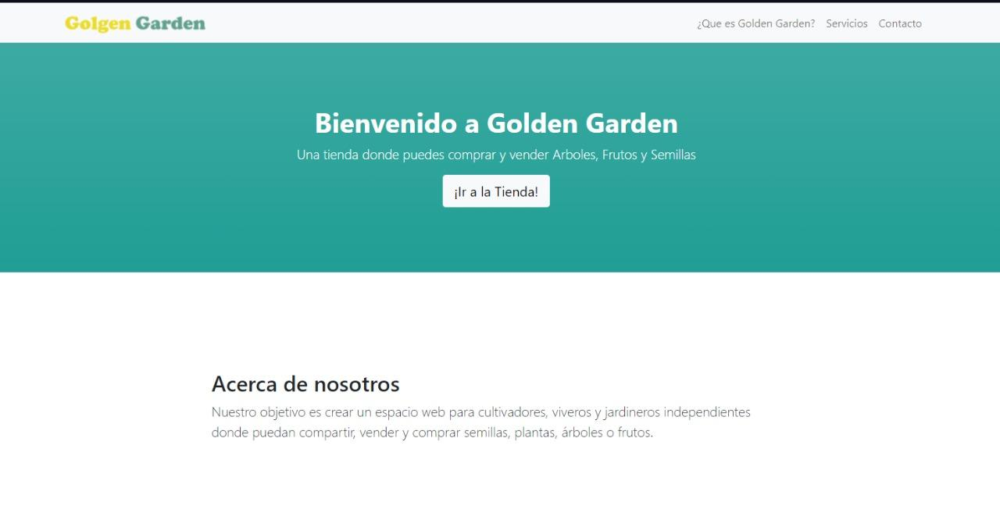 Golgen Garden
¿Que es Golden Garden? Servicios Contacto
Bienvenido a Golden Garden
Una tienda donde puedes comprar y vender Arboles, Frutos y Semillas
¡Ir a la Tienda!
Acerca de nosotros
Nuestro objetivo es crear un espacio web para cultivadores, viveros y jardineros independientes
donde puedan compartir, vender y comprar semillas, plantas, árboles o frutos.